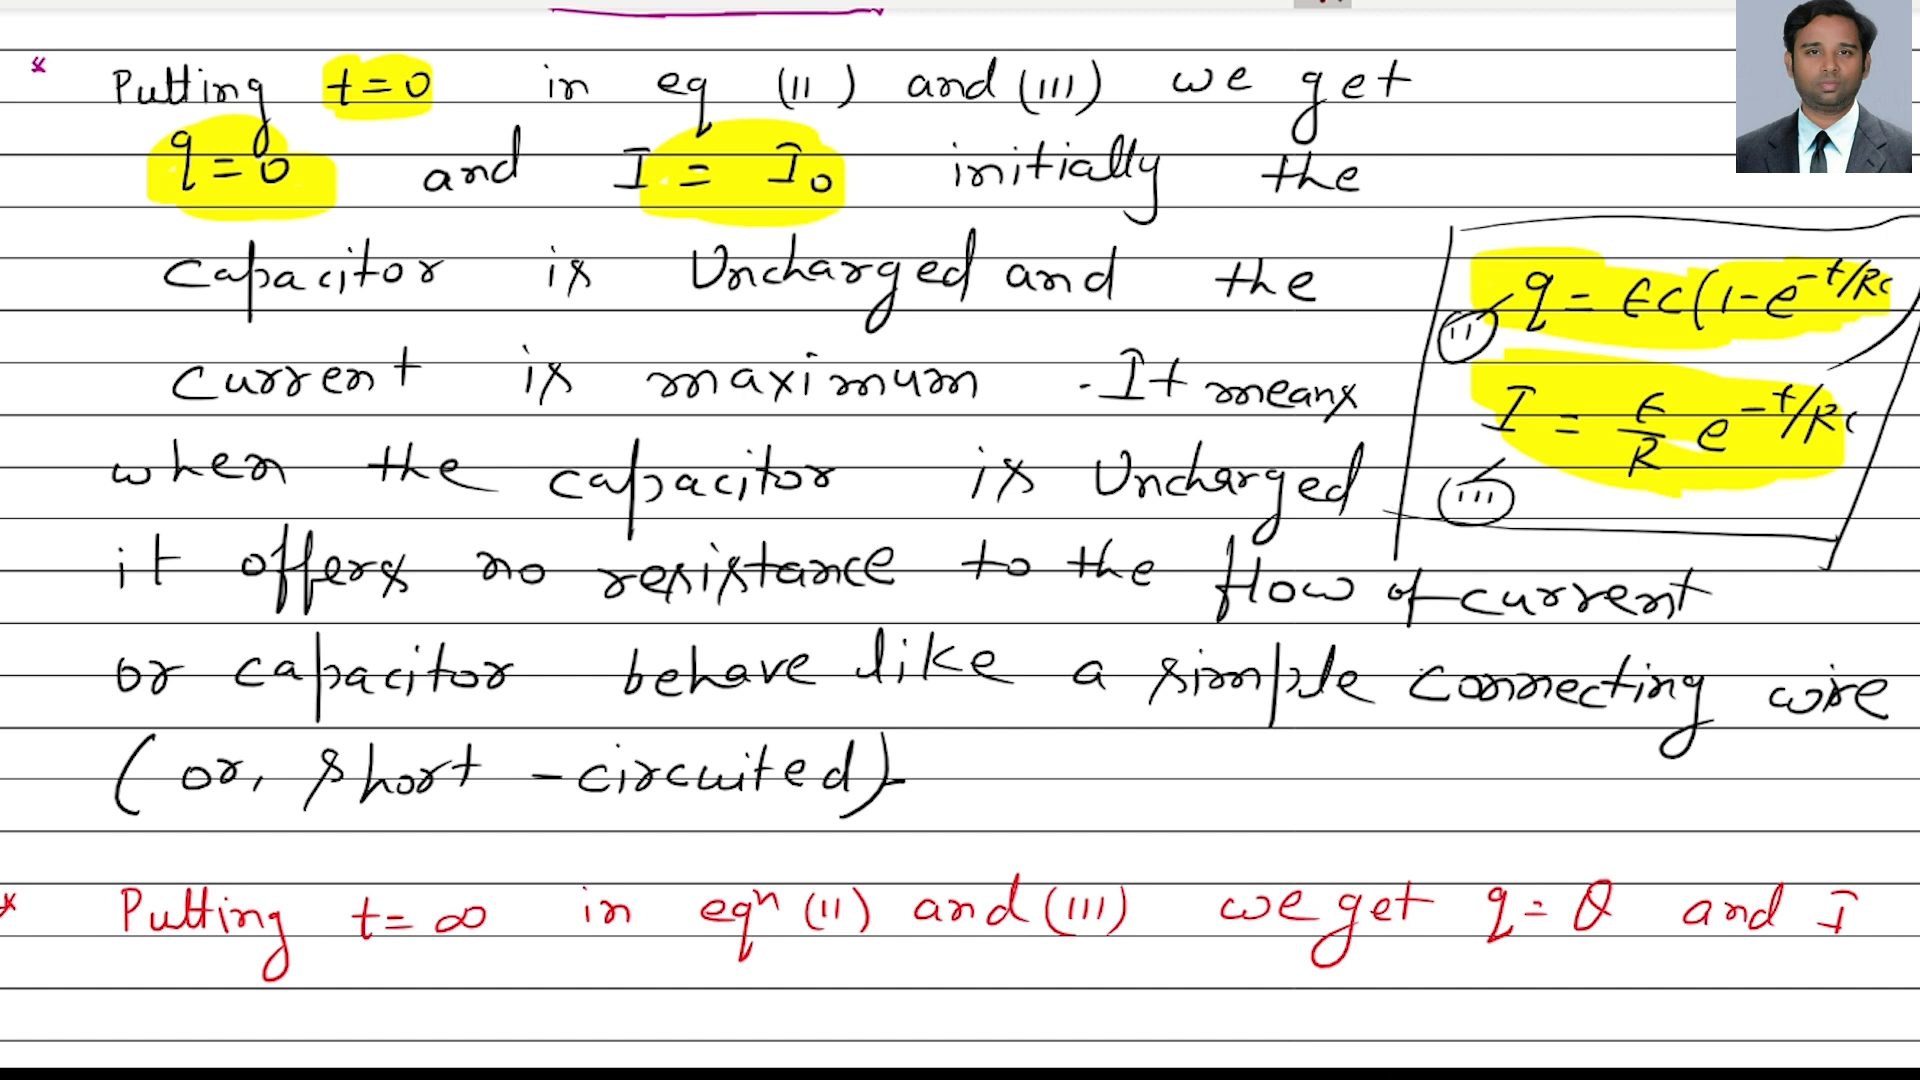 * Putting t=0 in eq (II) and (III) we get
q=0 and I = I₀ initially the
capacitor is Uncharged and the
current is maximum . It means
when the capacitor is Uncharged
it offers no resistance to the flow of current
or capacitor behave like a simple connecting wire
(or, short-circuited)
q = EC(1-e^-t/RC
(II)
I = E/R e^-t/RC
(III)
* Putting t=∞ in eqn (II) and (III) we get q=Q and I